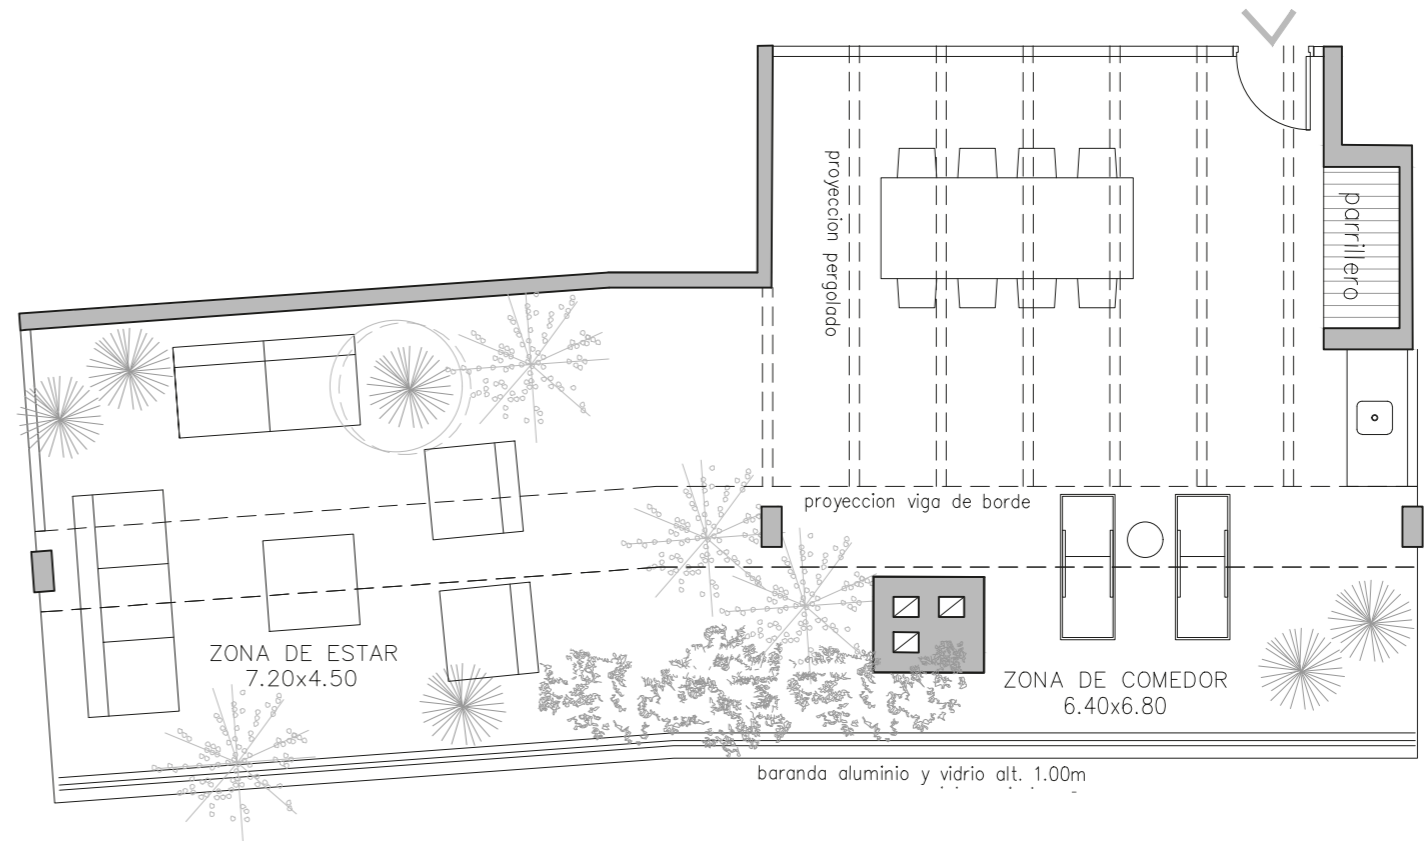 proyeccion pergolado
parrillero
proyeccion viga de borde
ZONA DE ESTAR
7.20x4.50
ZONA DE COMEDOR
6.40x6.80
baranda aluminio y vidrio alt. 1.00m